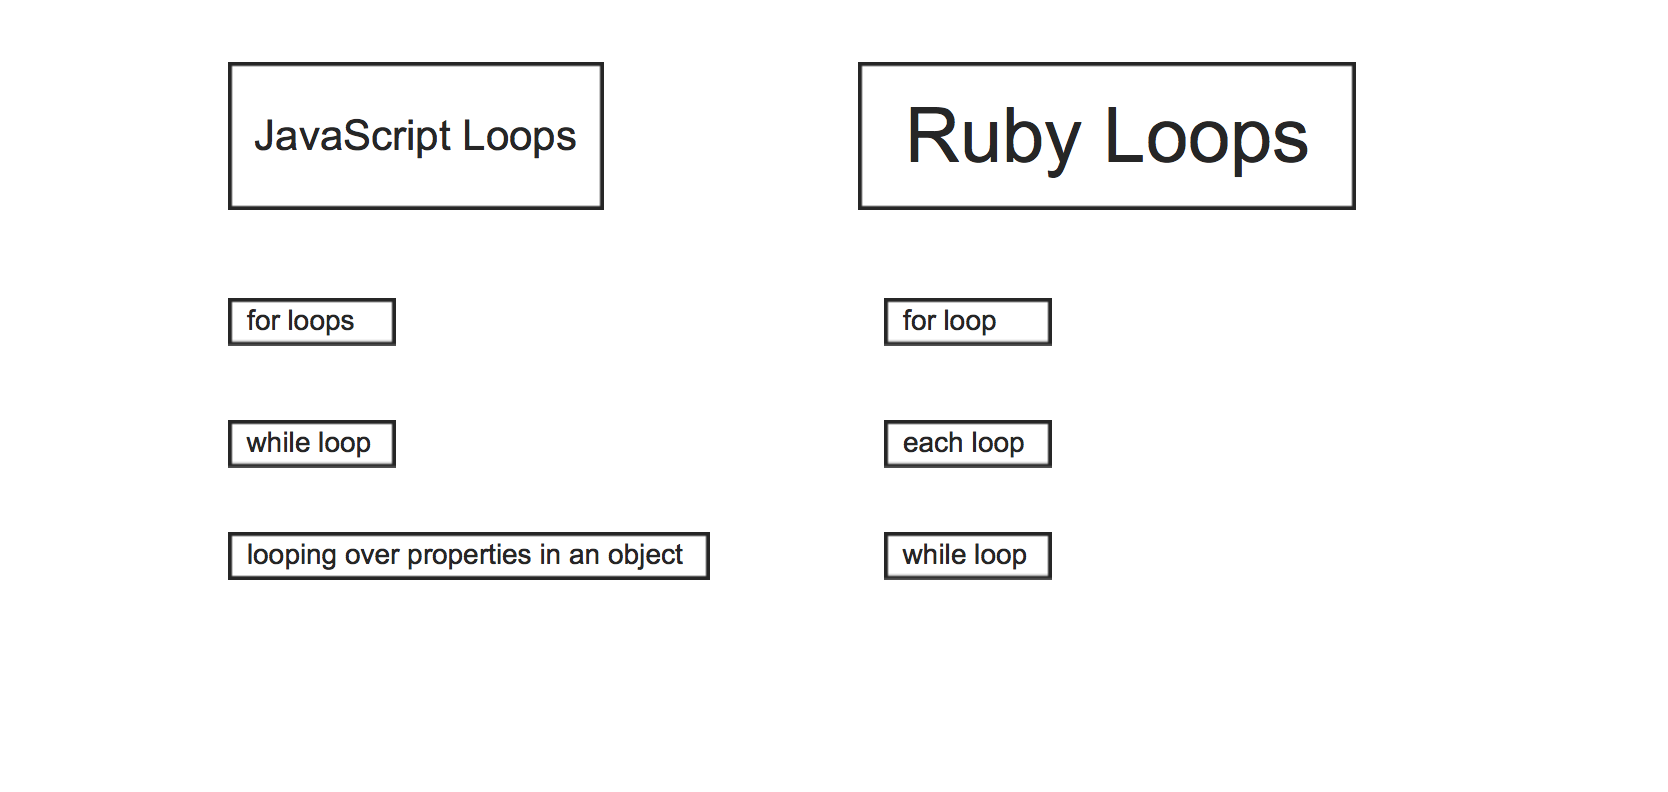 JavaScript Loops
Ruby Loops
for loops
for loop
while loop
each loop
looping over properties in an object
while loop